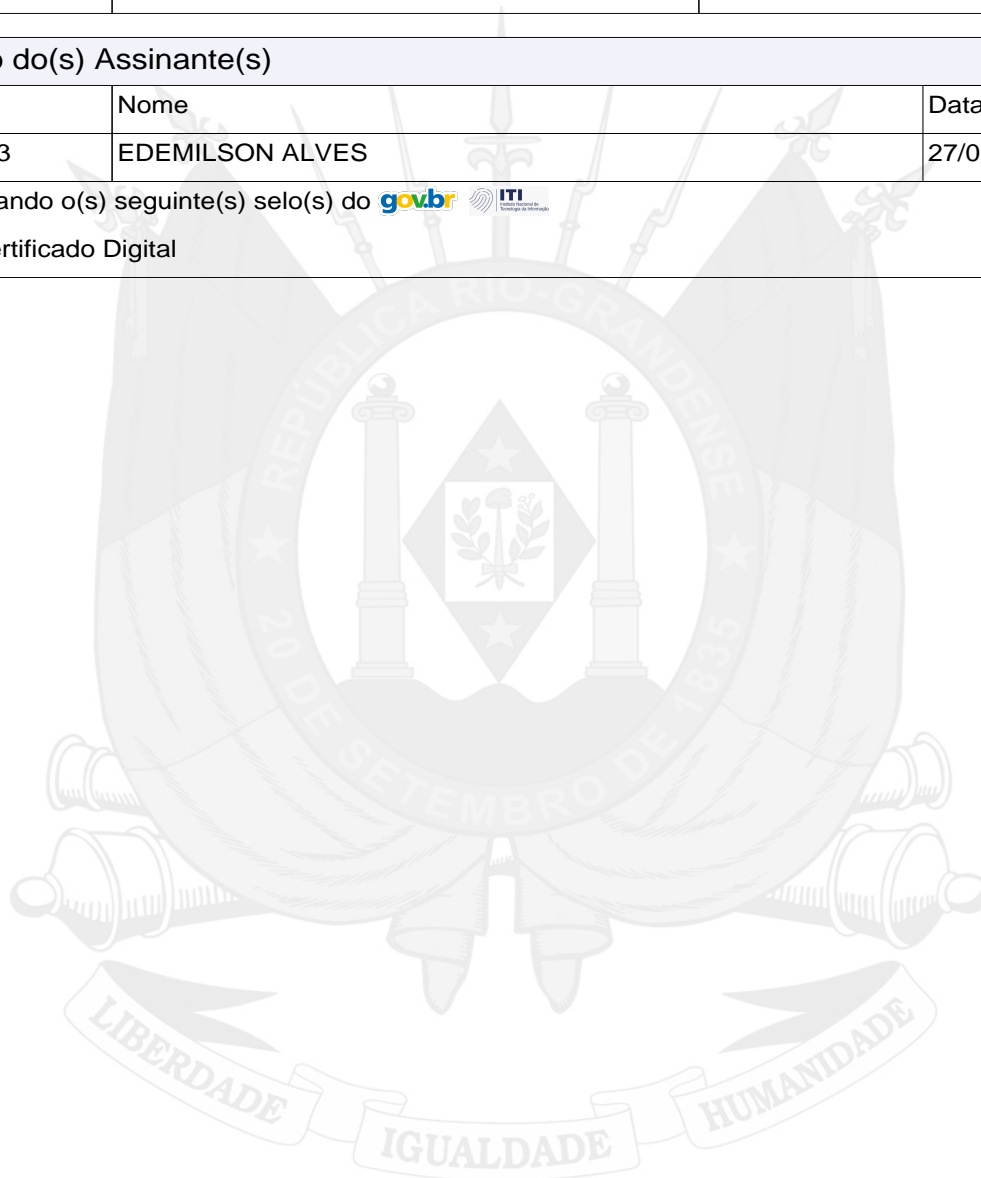 o do(s) Assinante(s)
Nome
Data
3
EDEMILSON ALVES
27/0
ando o(s) seguinte(s) selo(s) do gov.br ITI
ertificado Digital
REPÚBLICA RIO-GRANDENSE
20 DE SETEMBRO DE 1835
LIBERDADE
IGUALDADE
HUMANIDADE